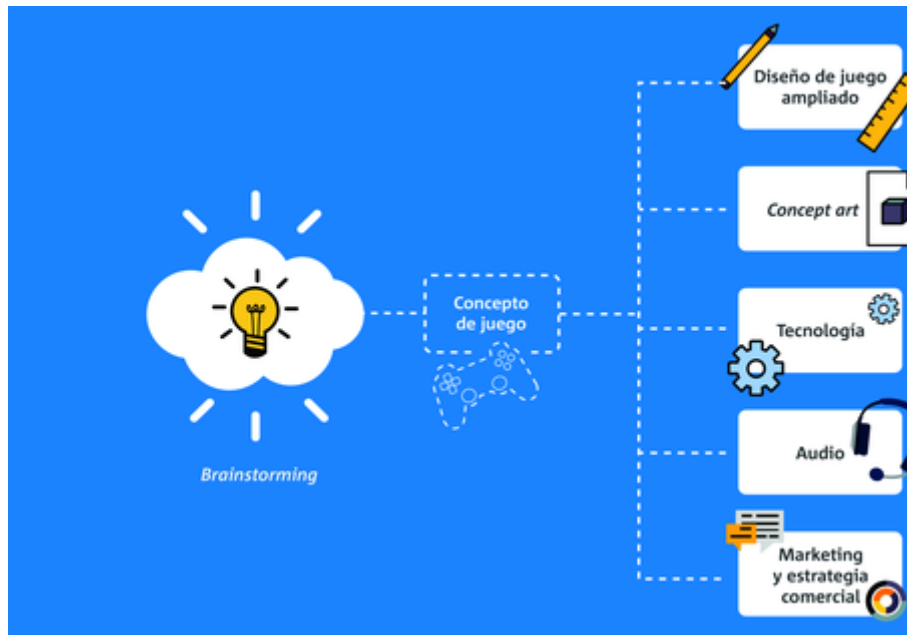 Brainstorming
Concepto
de juego
Diseño de juego
ampliado
Concept art
Tecnología
Audio
Marketing
y estrategia
comercial